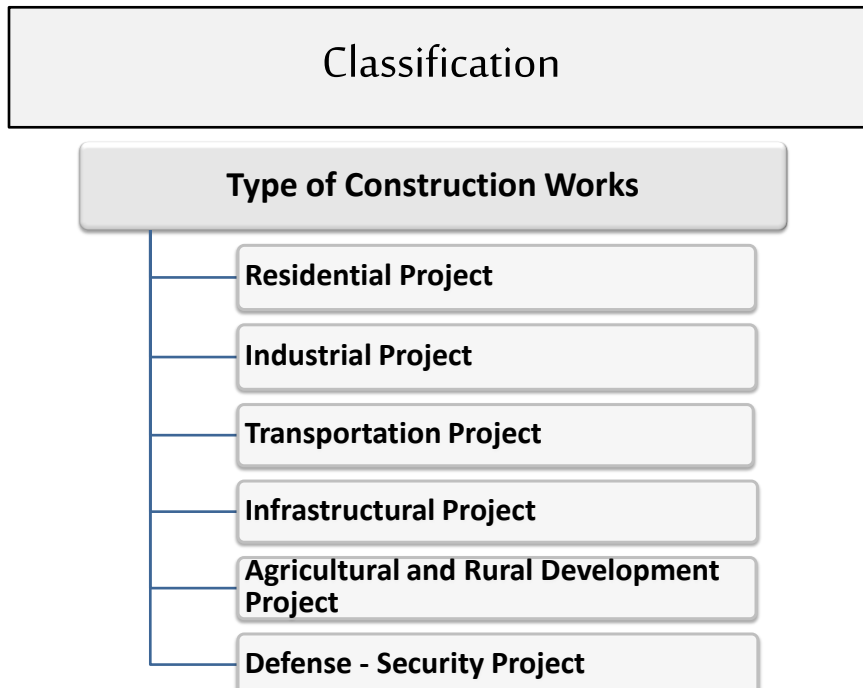 Classification
Type of Construction Works
Residential Project
Industrial Project
Transportation Project
Infrastructural Project
Agricultural and Rural Development
Project
Defense - Security Project